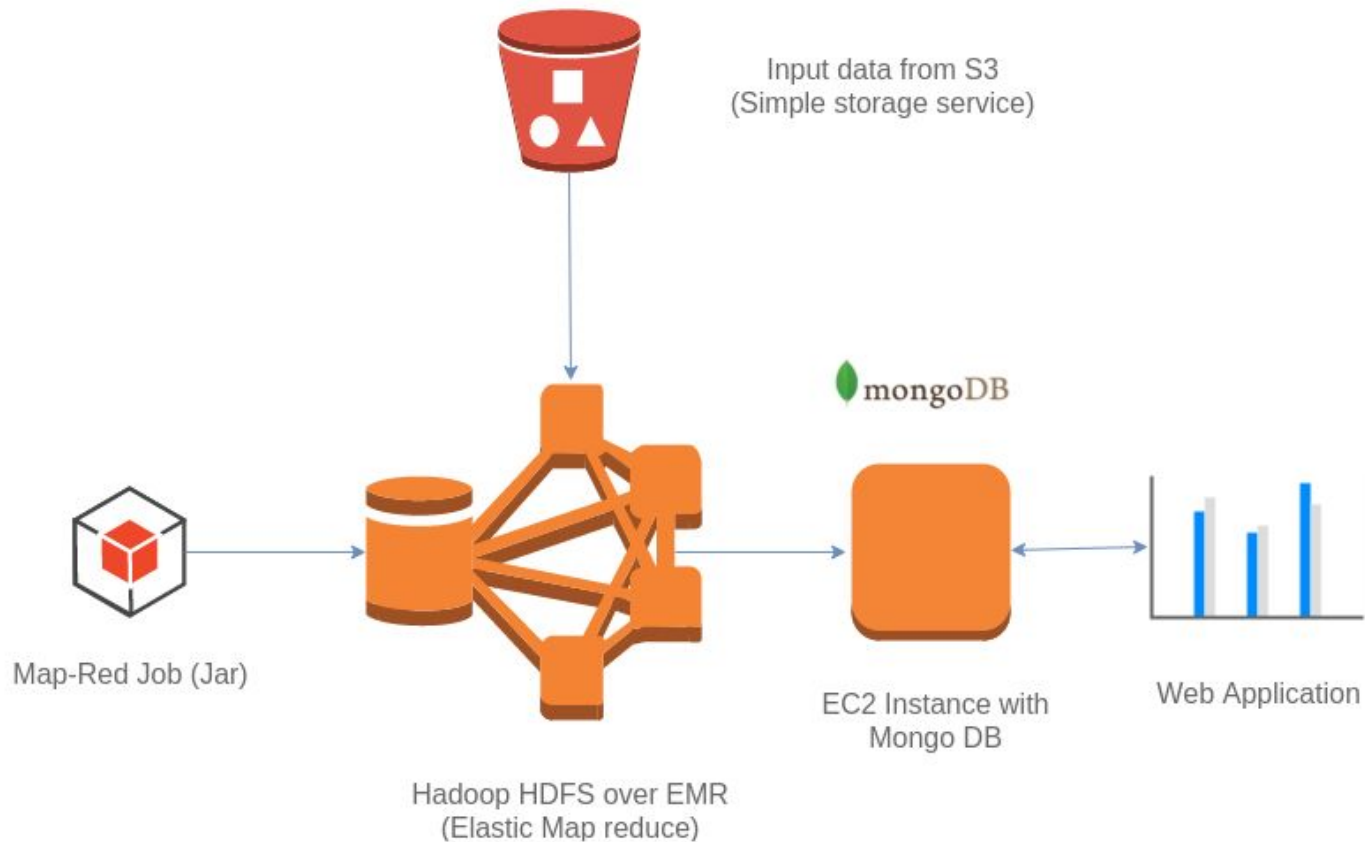 Input data from S3
(Simple storage service)
mongoDB
Map-Red Job (Jar)
EC2 Instance with
Mongo DB
Web Application
Hadoop HDFS over EMR
(Elastic Map reduce)